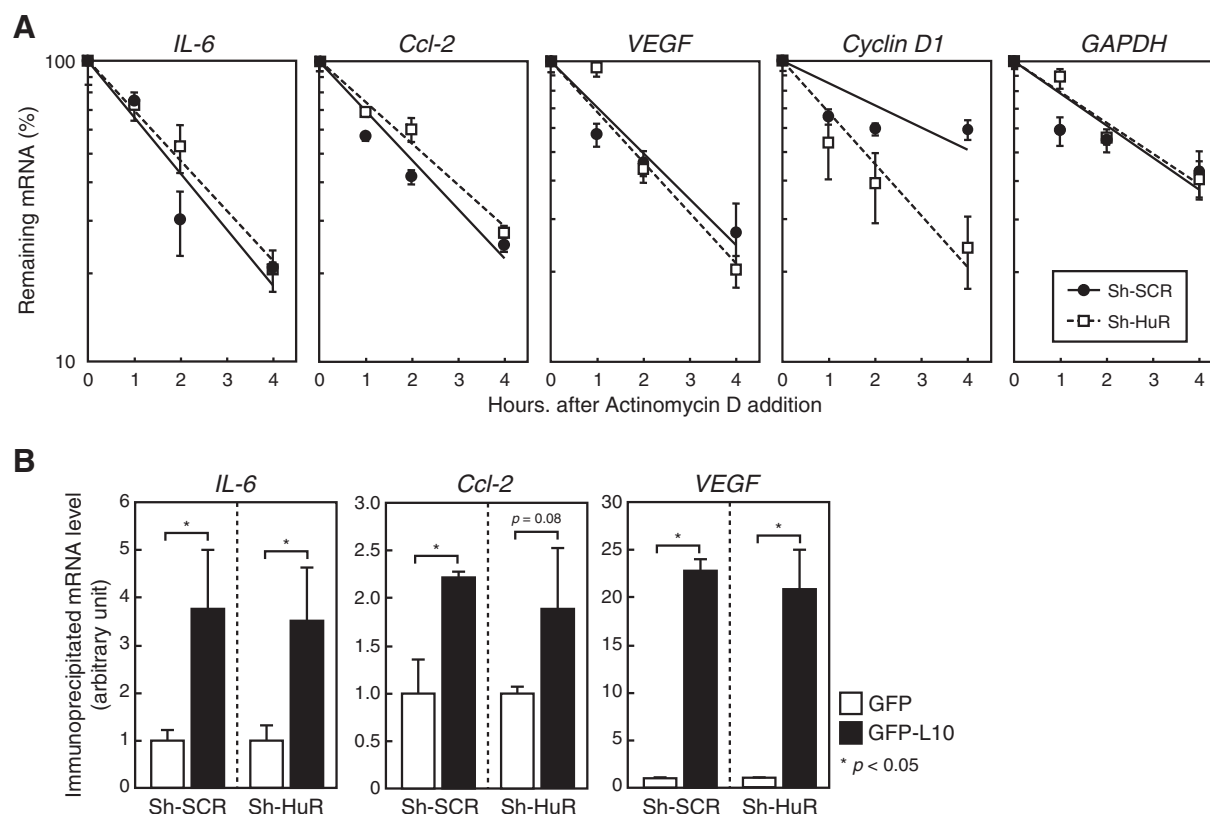 A
IL-6 Ccl-2 VEGF Cyclin D1 GAPDH
Remaining mRNA (%)
100
10
0 1 2 3 4 0 1 2 3 4 0 1 2 3 4 0 1 2 3 4 0 1 2 3 4
Hours. after Actinomycin D addition
Sh-SCR
Sh-HuR
B
IL-6 Ccl-2 VEGF
Immunoprecipitated mRNA level
(arbitrary unit)
6 3.0 30
5 2.5 25
4 2.0 20
3 1.5 15
2 1.0 10
1 0.5 5
0 0.0 0
* * * p = 0.08 * *
Sh-SCR Sh-HuR Sh-SCR Sh-HuR Sh-SCR Sh-HuR
GFP
GFP-L10
* p < 0.05